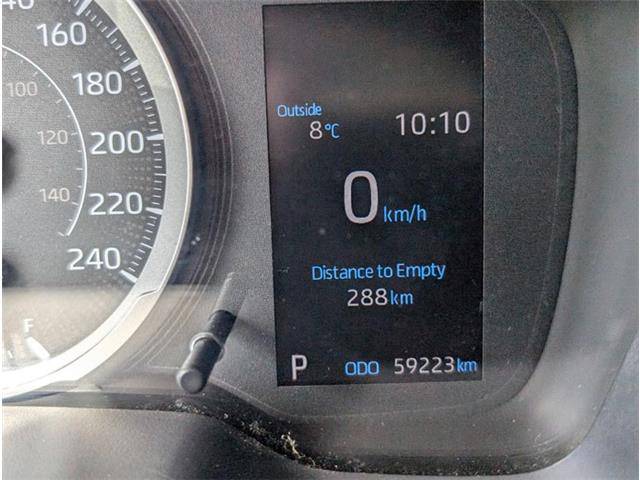 160
180
200
220
240
100
120
140
F
Outside
8°C
10:10
0 km/h
Distance to Empty
288km
P ODO 59223km